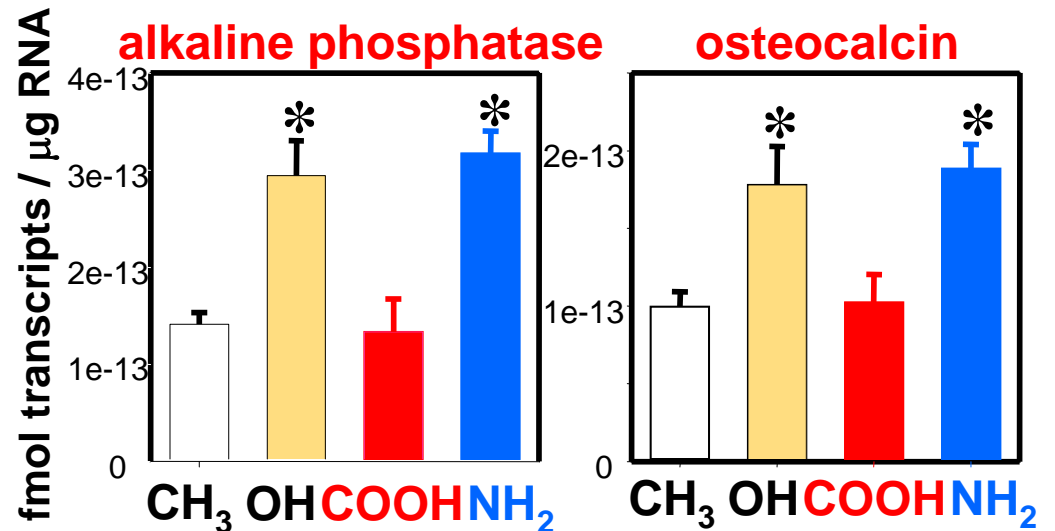 alkaline phosphatase
osteocalcin
fmol transcripts / μg RNA
4e-13
3e-13
2e-13
1e-13
0
2e-13
1e-13
0
* *
* *
CH₃ OH COOH NH₂
CH₃ OH COOH NH₂